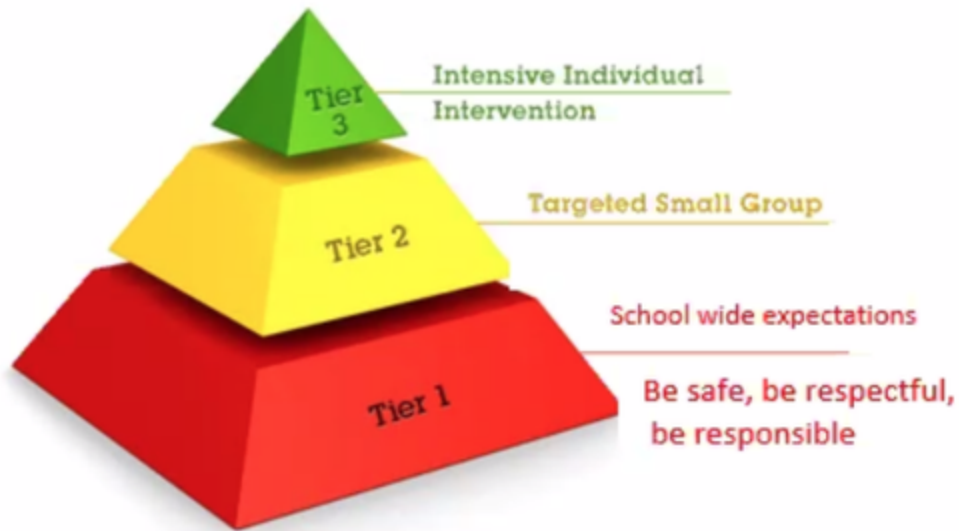 Tier
3
Intensive Individual
Intervention
Tier 2
Targeted Small Group
Tier 1
School wide expectations
Be safe, be respectful,
be responsible